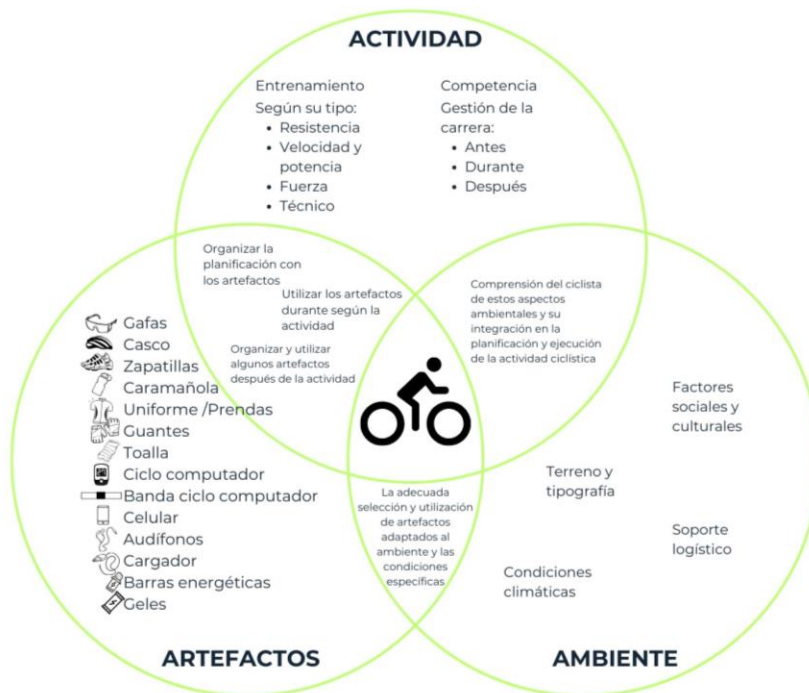 ACTIVIDAD
Entrenamiento
Según su tipo:
• Resistencia
• Velocidad y
potencia
• Fuerza
• Técnico
Competencia
Gestión de la
carrera:
• Antes
• Durante
• Después
Organizar la
planificación con
los artefactos
Utilizar los artefactos
durante según la
actividad
Organizar y utilizar
algunos artefactos
después de la actividad
Comprensión del ciclista
de estos aspectos
ambientales y su
integración en la
planificación y ejecución
de la actividad ciclística
Gafas
Casco
Zapatillas
Caramañola
Uniforme /Prendas
Guantes
Toalla
Ciclo computador
Banda ciclo computador
Celular
Audífonos
Cargador
Barras energéticas
Geles
La adecuada
selección y utilización
de artefactos
adaptados al
ambiente y las
condiciones
específicas
Factores
sociales y
culturales
Terreno y
tipografía
Soporte
logístico
Condiciones
climáticas
ARTEFACTOS
AMBIENTE